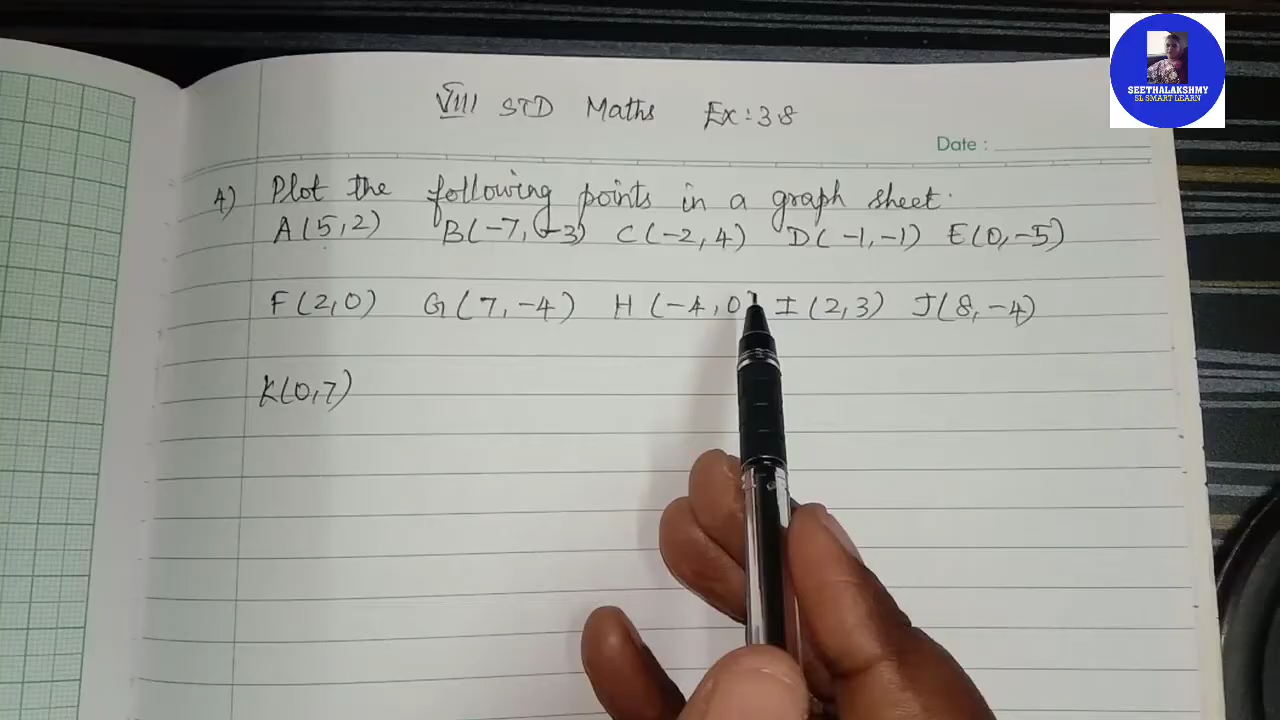 VIII STD Maths Ex: 3.8
Date :
4) Plot the following points in a graph sheet.
A(5,2) B(-7,-3) C(-2,4) D(-1,-1) E(0,-5)
F(2,0) G(7,-4) H(-4,0) I(2,3) J(8,-4)
K(0,7)
SEETHALAKSHMY
SL SMART LEARN